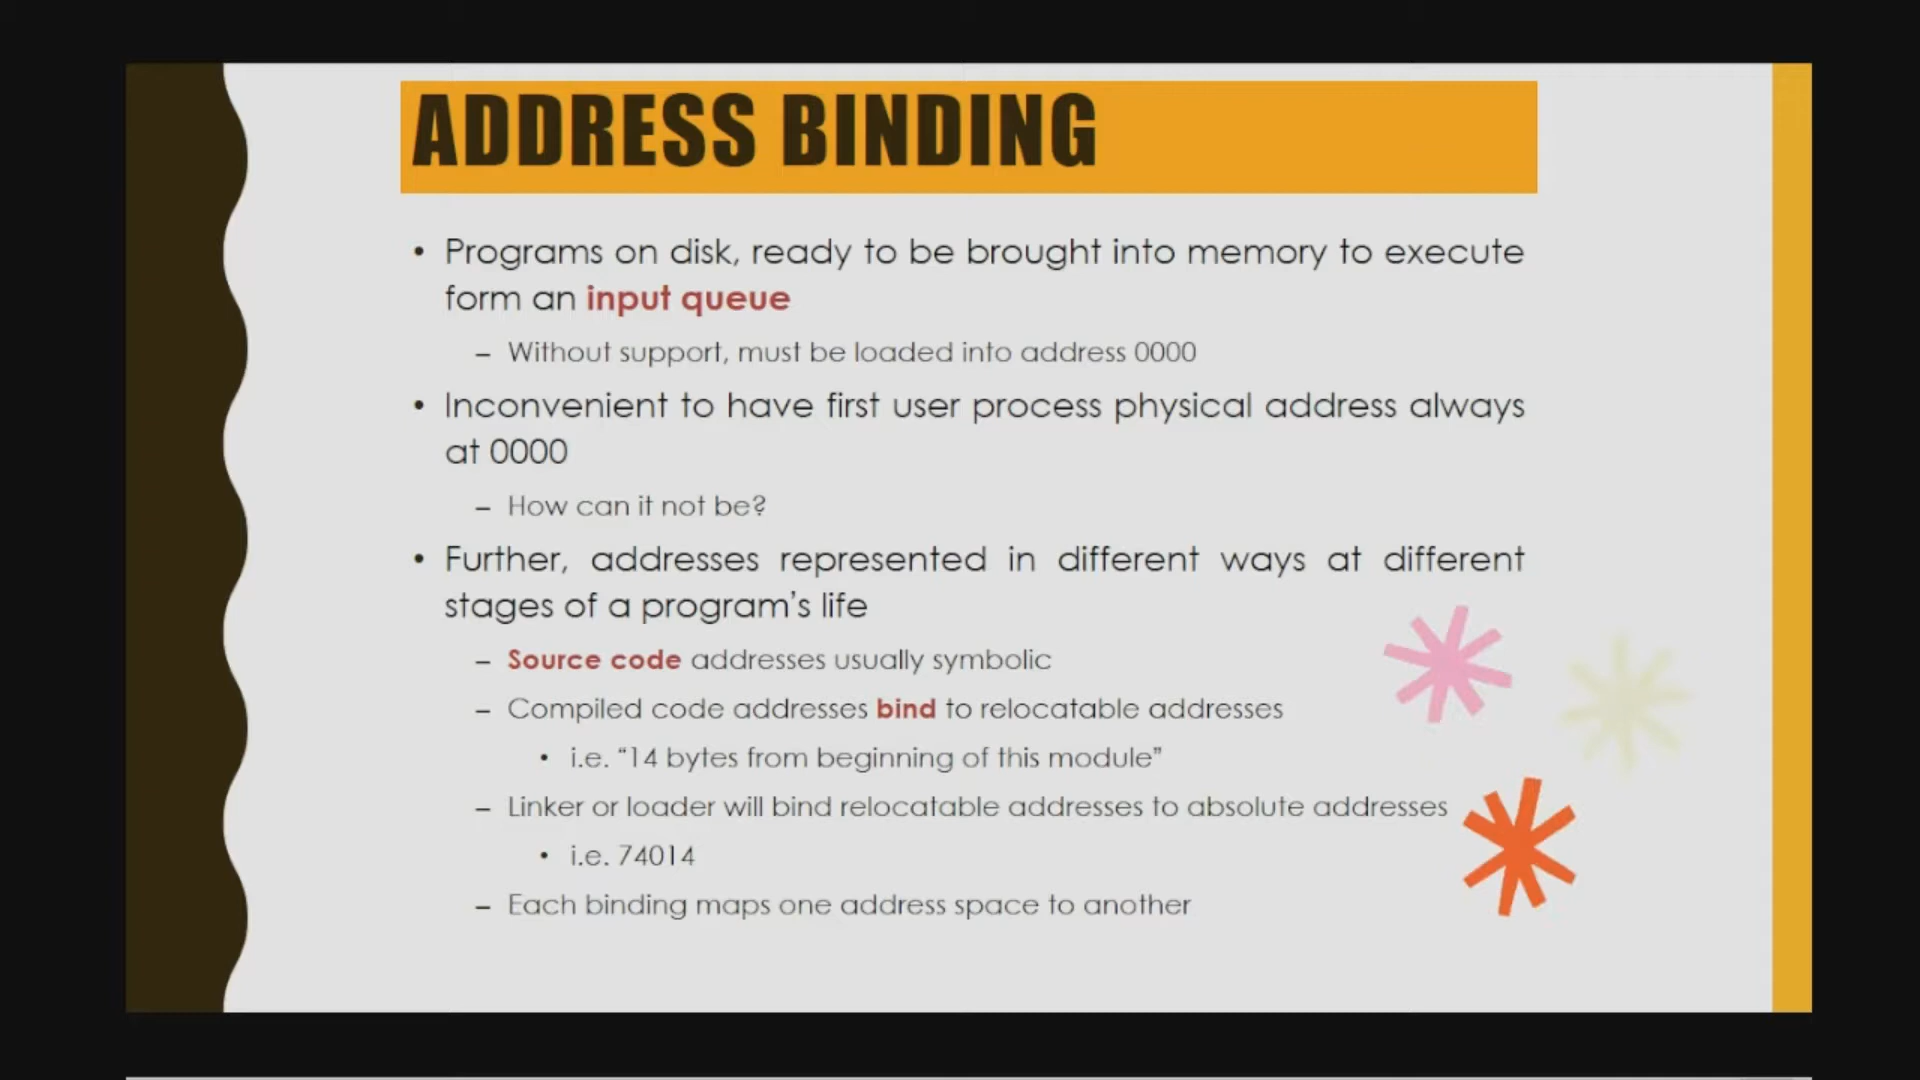 ADDRESS BINDING
• Programs on disk, ready to be brought into memory to execute
form an input queue
– Without support, must be loaded into address 0000
• Inconvenient to have first user process physical address always
at 0000
– How can it not be?
• Further, addresses represented in different ways at different
stages of a program's life
– Source code addresses usually symbolic
– Compiled code addresses bind to relocatable addresses
• i.e. “14 bytes from beginning of this module”
– Linker or loader will bind relocatable addresses to absolute addresses
• i.e. 74014
– Each binding maps one address space to another